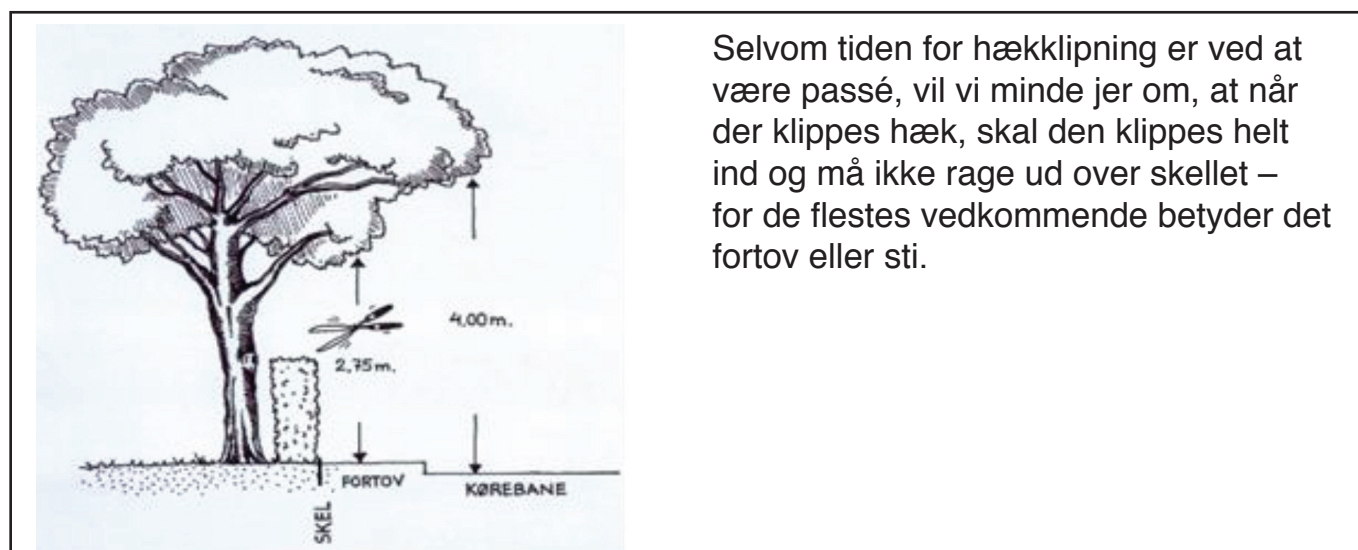 Selvom tiden for hækklipning er ved at
være passé, vil vi minde jer om, at når
der klippes hæk, skal den klippes helt
ind og må ikke rage ud over skellet –
for de flestes vedkommende betyder det
fortov eller sti.
4,00 m.
2,75 m.
FORTOV
KØREBANE
SKEL